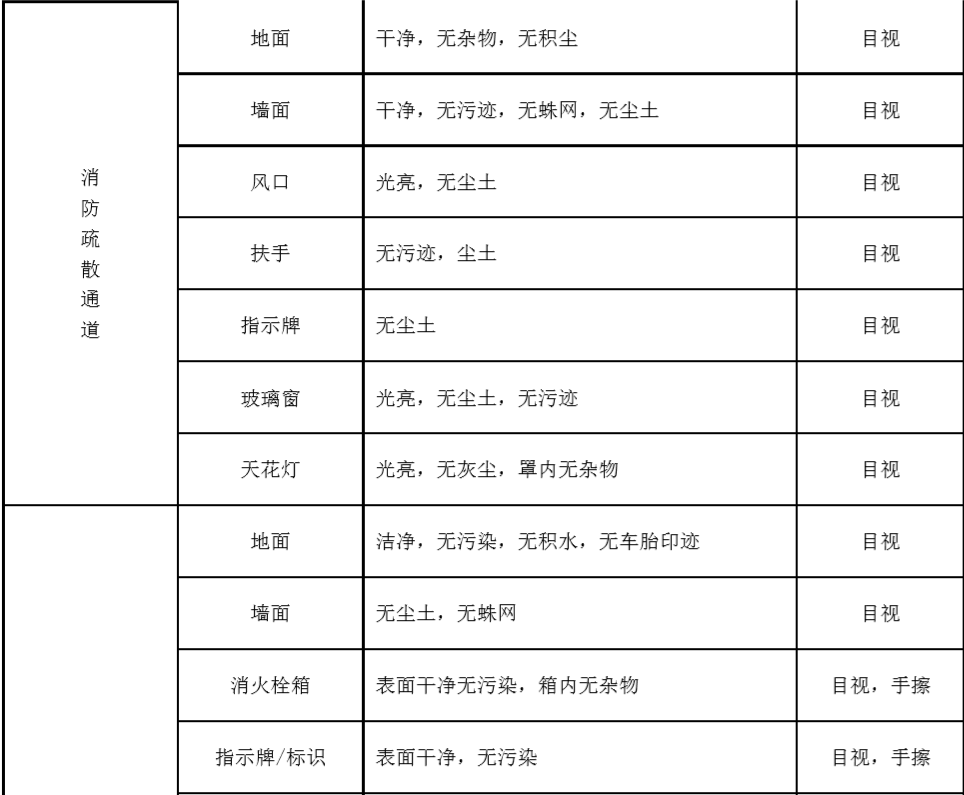 地面 干净，无杂物，无积尘 目视
墙面 干净，无污迹，无蛛网，无尘土 目视
消防疏散通道
风口 光亮，无尘土 目视
扶手 无污迹，尘土 目视
指示牌 无尘土 目视
玻璃窗 光亮，无尘土，无污迹 目视
天花灯 光亮，无灰尘，罩内无杂物 目视
地面 洁净，无污染，无积水，无车胎印迹 目视
墙面 无尘土，无蛛网 目视
消火栓箱 表面干净无污染，箱内无杂物 目视，手擦
指示牌/标识 表面干净，无污染 目视，手擦